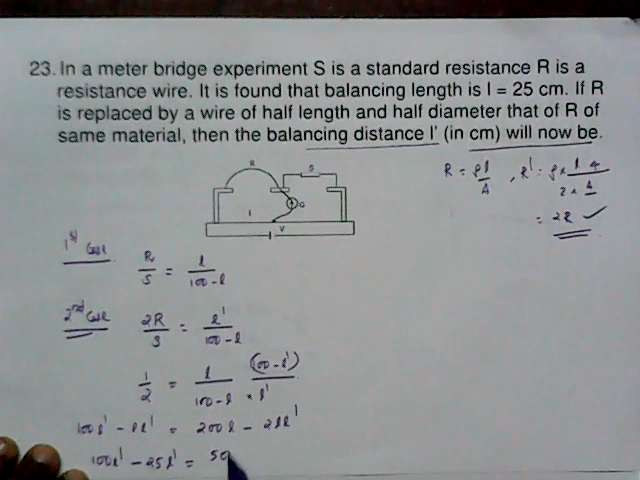 23. In a meter bridge experiment S is a standard resistance R is a
resistance wire. It is found that balancing length is l = 25 cm. If R
is replaced by a wire of half length and half diameter that of R of
same material, then the balancing distance l' (in cm) will now be.
R S
G
l
V
R = ρl/A , R' = ρ × l 4 / 2 × A
= 2R ✓
1st Case R/S = l/100 - l
2nd Case 2R/S = l'/100 - l
1/2 = l/100 - l × (100 - l')/l'
100l' - ll' = 200l - 2ll'
100l' - 25l' = 50